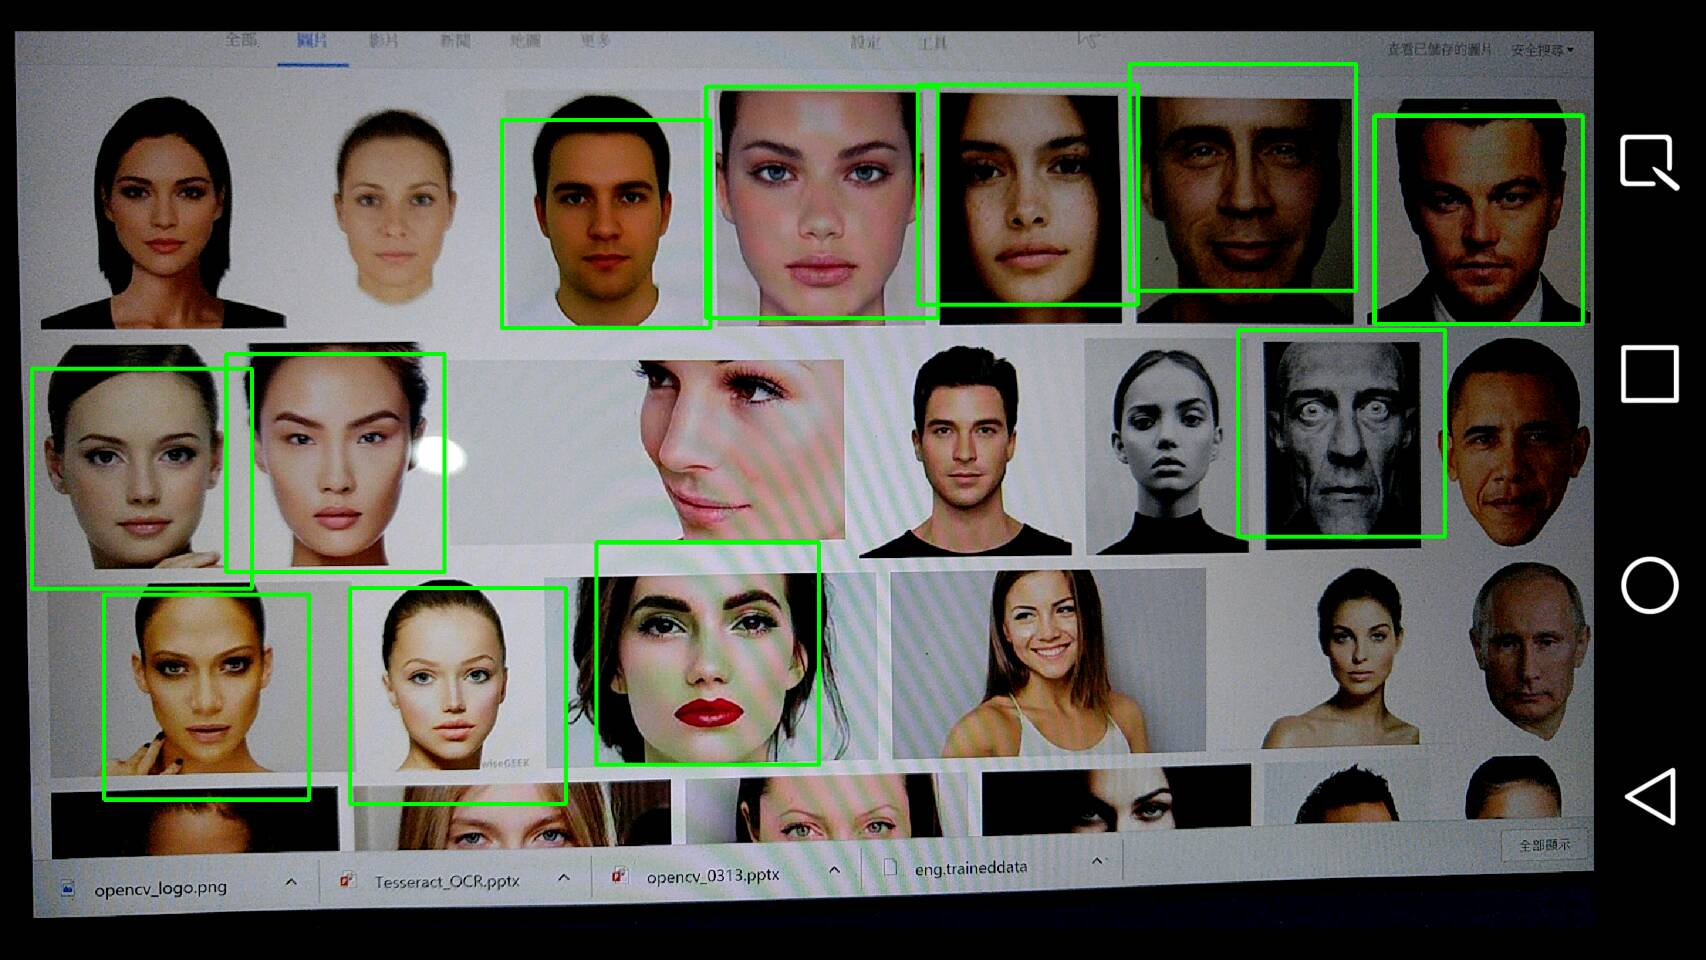 全部 圖片 影片 新聞 地圖 更多 設定 工具
查看已儲存的圖片 安全搜尋
wiseGEEK
全部顯示
opencv_logo.png Tesseract_OCR.pptx opencv_0313.pptx eng.traineddata